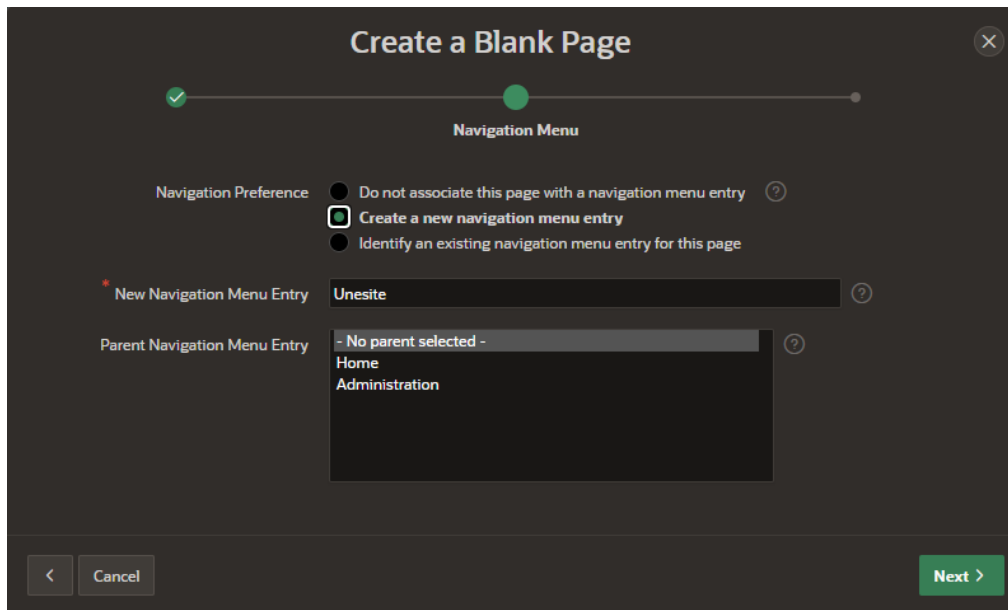 Create a Blank Page
Navigation Menu
Navigation Preference
Do not associate this page with a navigation menu entry ?
Create a new navigation menu entry
Identify an existing navigation menu entry for this page
* New Navigation Menu Entry Unesite ?
Parent Navigation Menu Entry - No parent selected - ?
Home
Administration
Cancel Next